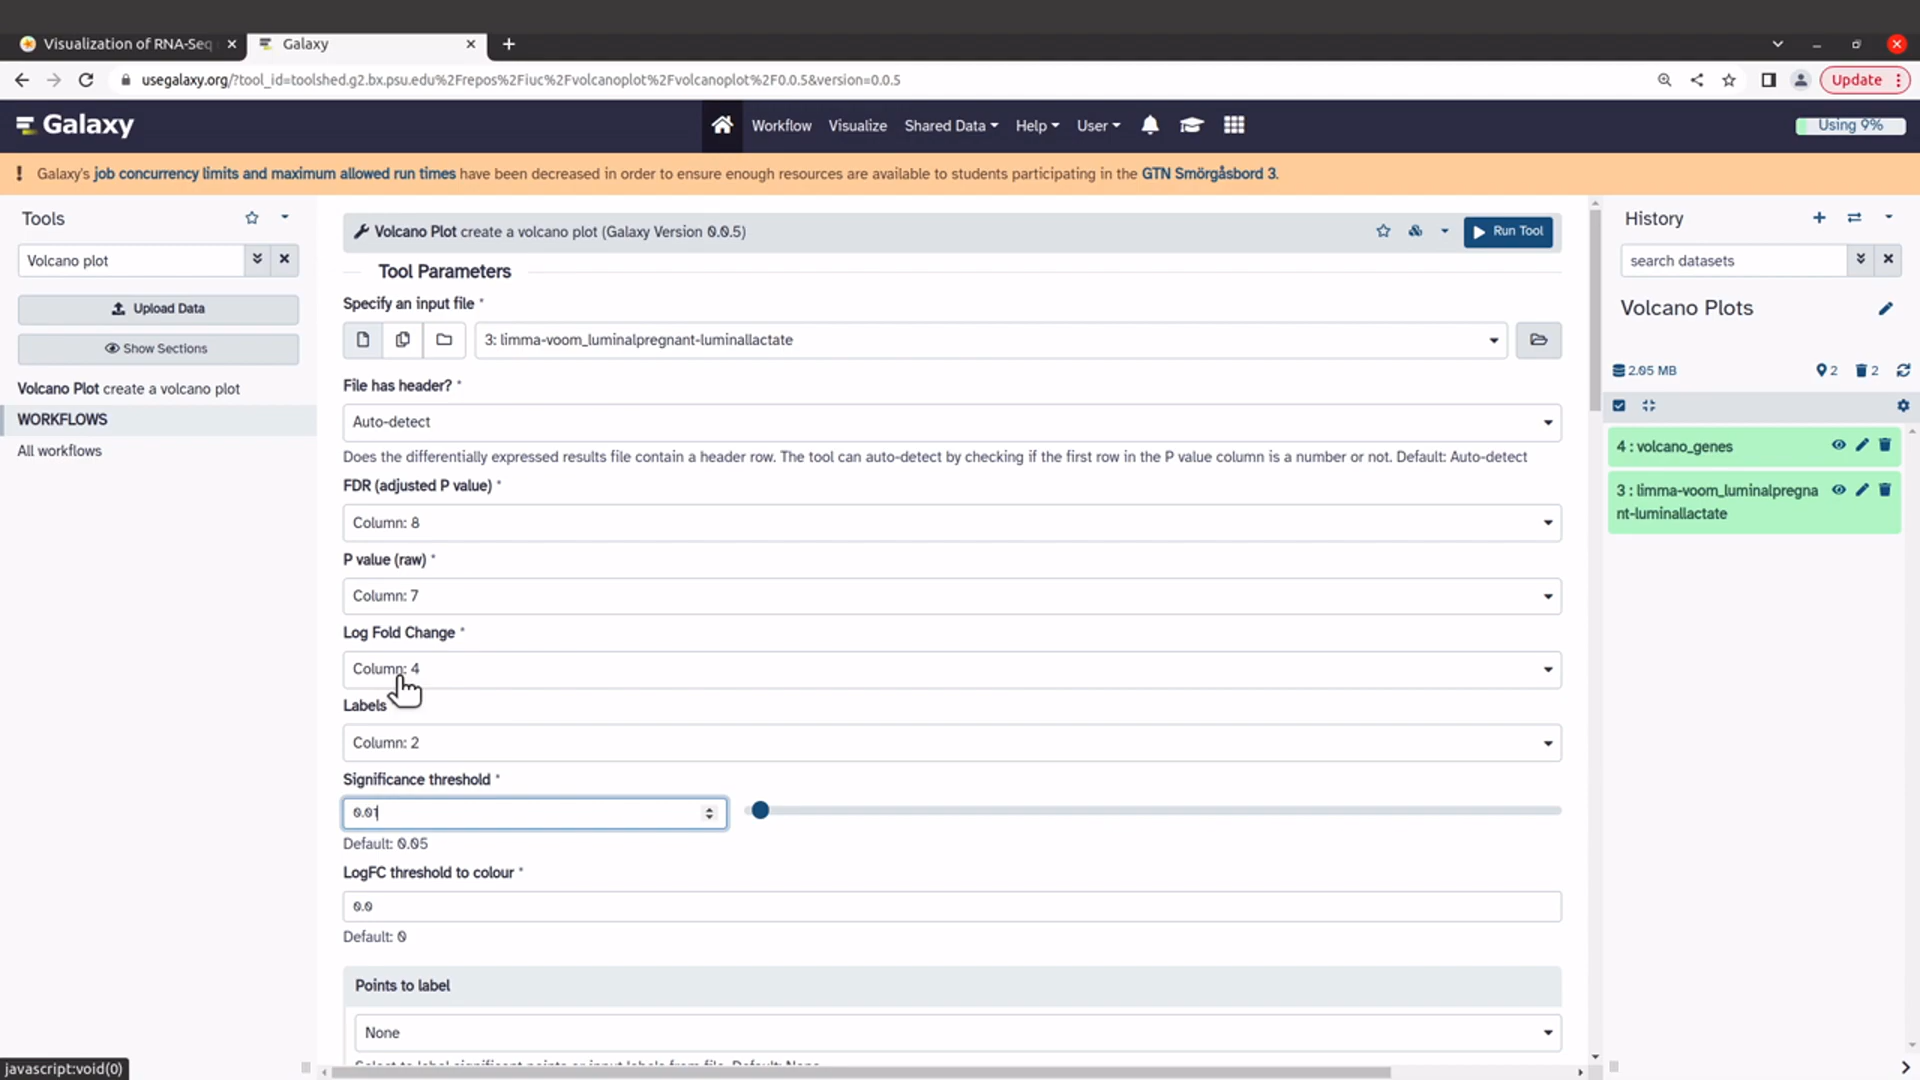 Visualization of RNA-Seq
Galaxy
usegalaxy.org/?tool_id=toolshed.g2.bx.psu.edu%2Frepos%2Fiuc%2Fvolcanoplot%2Fvolcanoplot%2F0.0.5&version=0.0.5
Update
Galaxy
Workflow Visualize Shared Data Help User
Using 9%
! Galaxy's job concurrency limits and maximum allowed run times have been decreased in order to ensure enough resources are available to students participating in the GTN Smörgåsbord 3.
Tools
Volcano plot
Upload Data
Show Sections
Volcano Plot create a volcano plot
WORKFLOWS
All workflows
Volcano Plot create a volcano plot (Galaxy Version 0.0.5)
Run Tool
Tool Parameters
Specify an input file *
3: limma-voom_luminalpregnant-luminallactate
File has header? *
Auto-detect
Does the differentially expressed results file contain a header row. The tool can auto-detect by checking if the first row in the P value column is a number or not. Default: Auto-detect
FDR (adjusted P value) *
Column: 8
P value (raw) *
Column: 7
Log Fold Change *
Column: 4
Labels
Column: 2
Significance threshold *
0.01
Default: 0.05
LogFC threshold to colour *
0.0
Default: 0
Points to label
None
Select to label significant points or input labels from file. Default: None
History
search datasets
Volcano Plots
2.05 MB
2
2
4 : volcano_genes
3 : limma-voom_luminalpregna
nt-luminallactate
javascript:void(0)